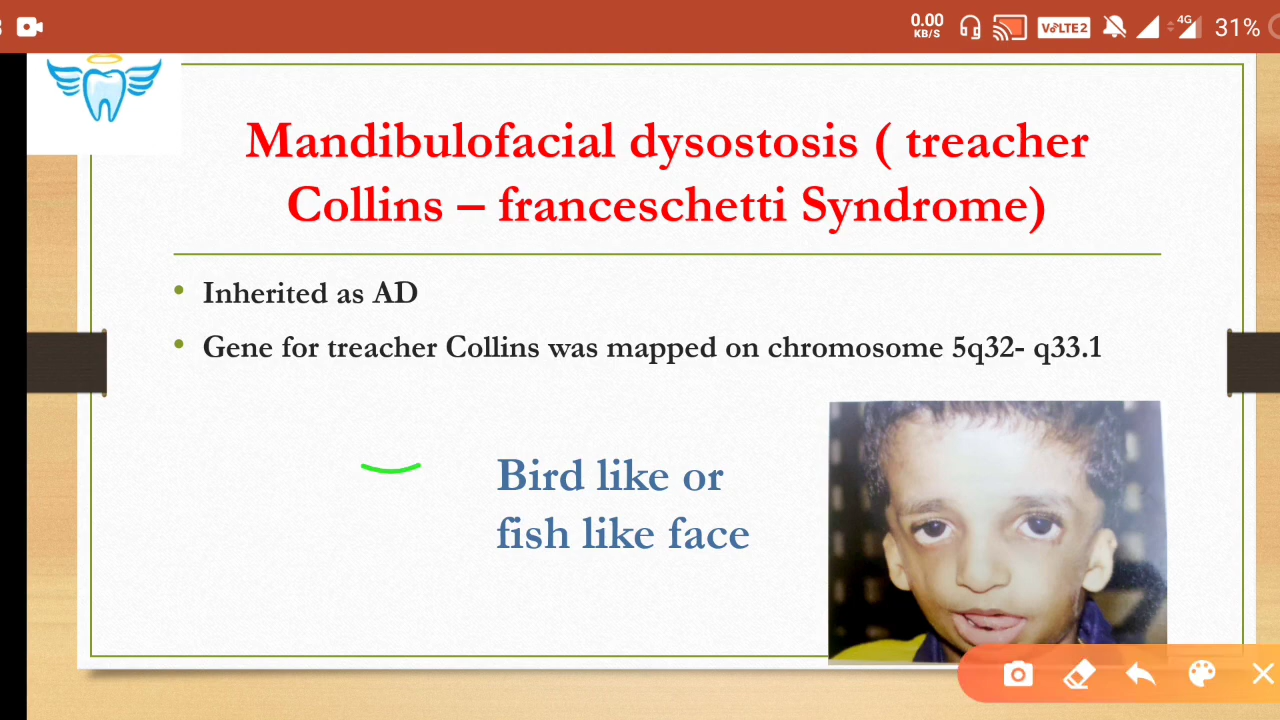 0.00
KB/S
VoLTE2
4G
31%
Mandibulofacial dysostosis ( treacher
Collins – franceschetti Syndrome)
• Inherited as AD
• Gene for treacher Collins was mapped on chromosome 5q32- q33.1
Bird like or
fish like face